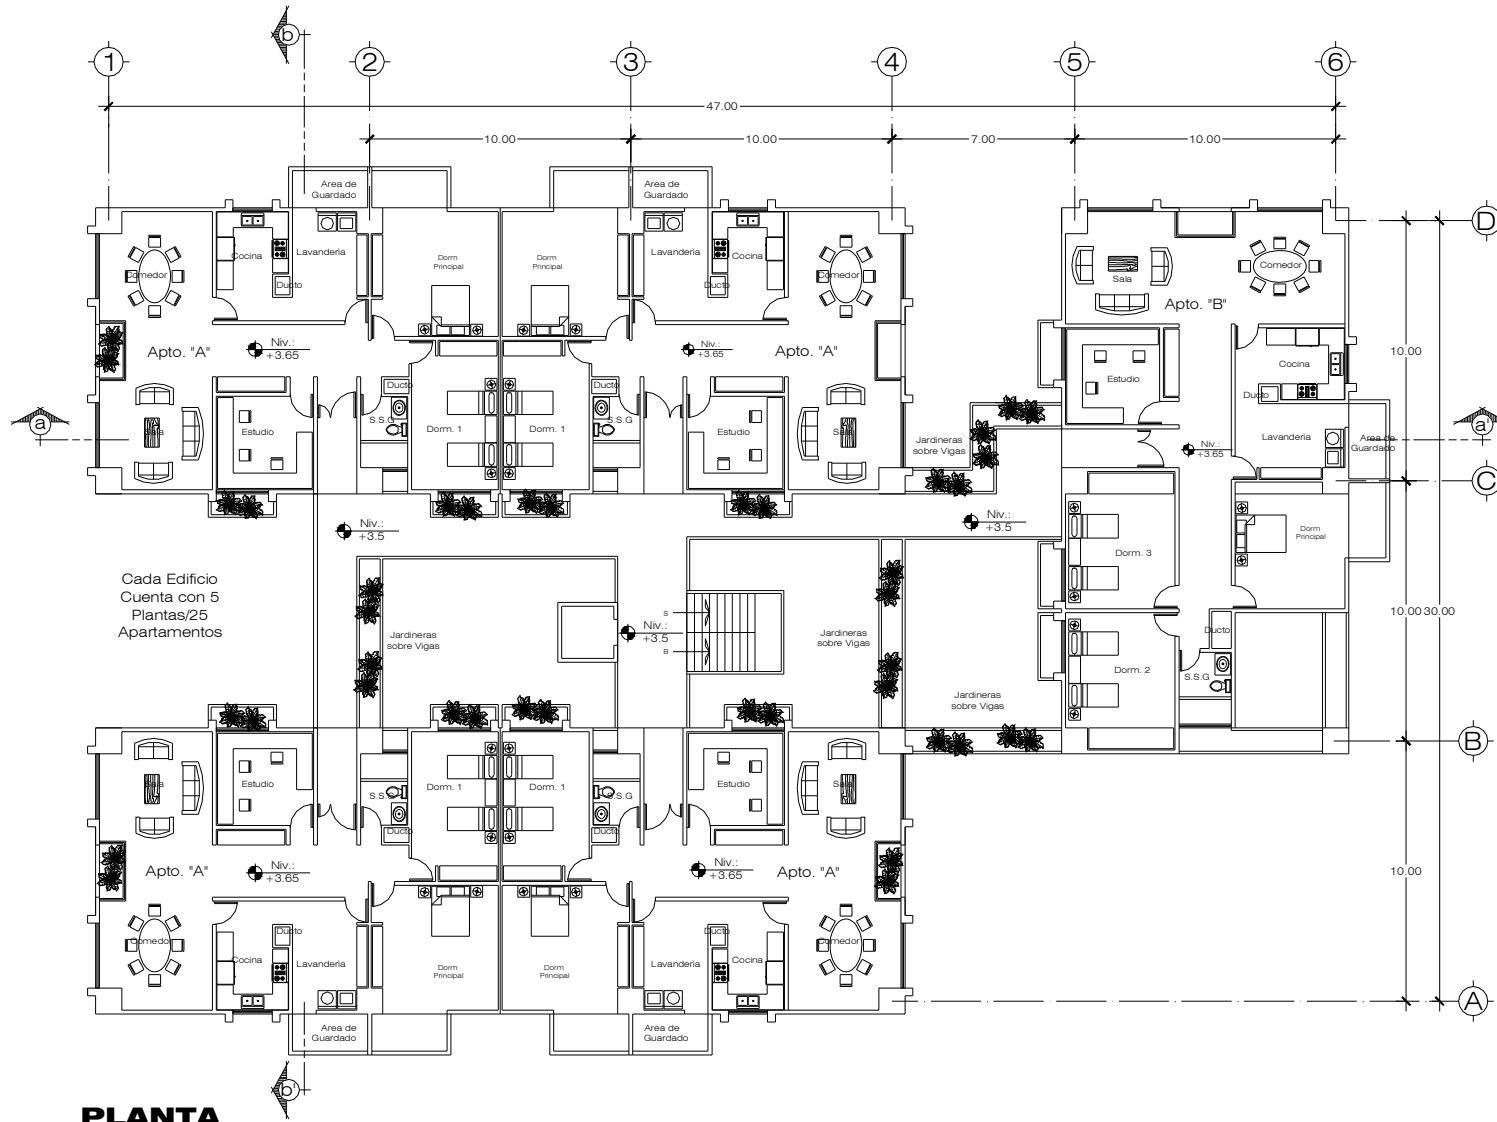 b
1
2
3
4
5
6
47.00
10.00
10.00
7.00
10.00
Area de
Guardado
Area de
Guardado
D
Cocina
Lavandería
Comedor
Ducto
Dorm
Principal
Dorm
Principal
Lavandería
Cocina
Ducto
Comedor
Sala
Comedor
Apto. "B"
Apto. "A"
Niv.:
+3.65
Niv.:
+3.65
Apto. "A"
10.00
Estudio
Cocina
Ducto
Ducto
Ducto
a
Sala
Estudio
S.S.G
Dorm. 1
Dorm. 1
S.S.G
Estudio
Sala
Jardineras
sobre Vigas
Niv.:
+3.65
Lavandería
Area de
Guardado
a'
C
Niv.:
+3.5
Niv.:
+3.5
Dorm. 3
Dorm
Principal
Cada Edificio
Cuenta con 5
Plantas/25
Apartamentos
Jardineras
sobre Vigas
S
Niv.:
+3.5
B
Jardineras
sobre Vigas
10.00
30.00
Ducto
Dorm. 2
S.S.G
Jardineras
sobre Vigas
B
Sala
Estudio
S.S.G
Dorm. 1
Dorm. 1
S.S.G
Estudio
Sala
Ducto
Ducto
Apto. "A"
Niv.:
+3.65
Niv.:
+3.65
Apto. "A"
10.00
Comedor
Ducto
Cocina
Lavandería
Dorm
Principal
Dorm
Principal
Lavandería
Ducto
Cocina
Comedor
A
Area de
Guardado
Area de
Guardado
b'
PLANTA